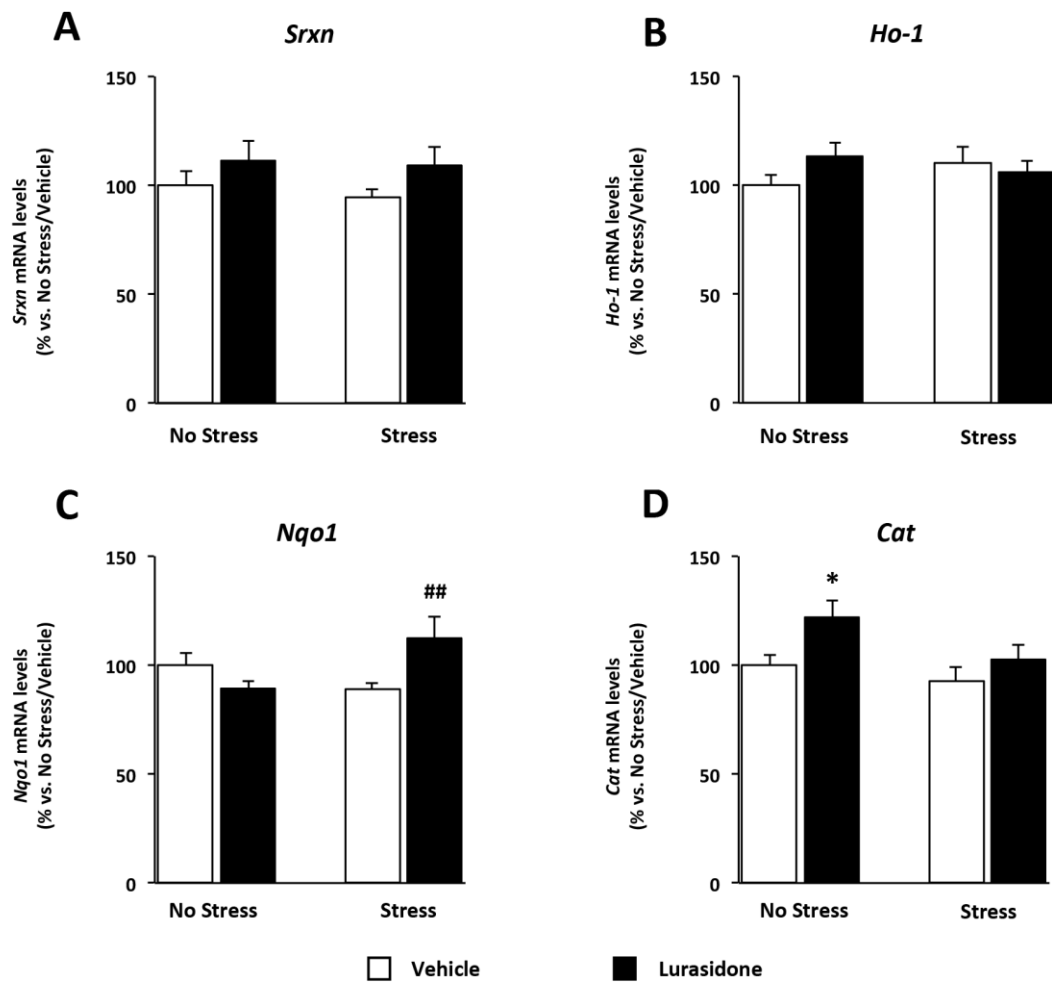 A
Srxn
Srxn mRNA levels
(% vs. No Stress/Vehicle)
150
100
50
0
No Stress
Stress
B
Ho-1
Ho-1 mRNA levels
(% vs. No Stress/Vehicle)
150
100
50
0
No Stress
Stress
C
Nqo1
Nqo1 mRNA levels
(% vs. No Stress/Vehicle)
150
100
50
0
##
No Stress
Stress
D
Cat
Cat mRNA levels
(% vs. No Stress/Vehicle)
150
100
50
0
*
No Stress
Stress
Vehicle
Lurasidone